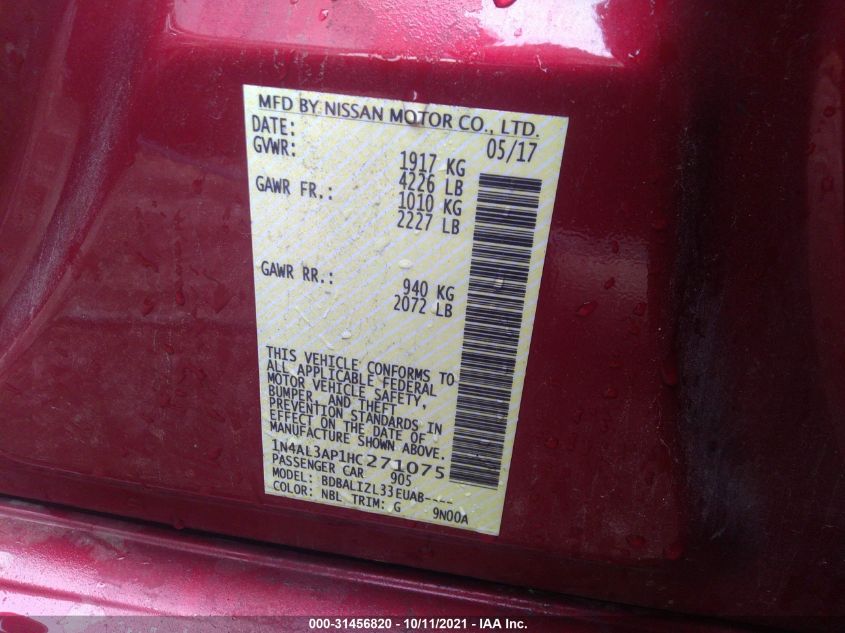 MFD BY NISSAN MOTOR CO., LTD.
DATE: 05/17
GVWR: 1917 KG
4226 LB
GAWR FR.: 1010 KG
2227 LB
GAWR RR.: 940 KG
2072 LB
THIS VEHICLE CONFORMS TO
ALL APPLICABLE FEDERAL
MOTOR VEHICLE SAFETY,
BUMPER, AND THEFT
PREVENTION STANDARDS IN
EFFECT ON THE DATE OF
MANUFACTURE SHOWN ABOVE.
1N4AL3AP1HC271075
PASSENGER CAR 905
MODEL: BDBALIZL33EUAB----
COLOR: NBL TRIM: G 9N00A
000-31456820 - 10/11/2021 - IAA Inc.